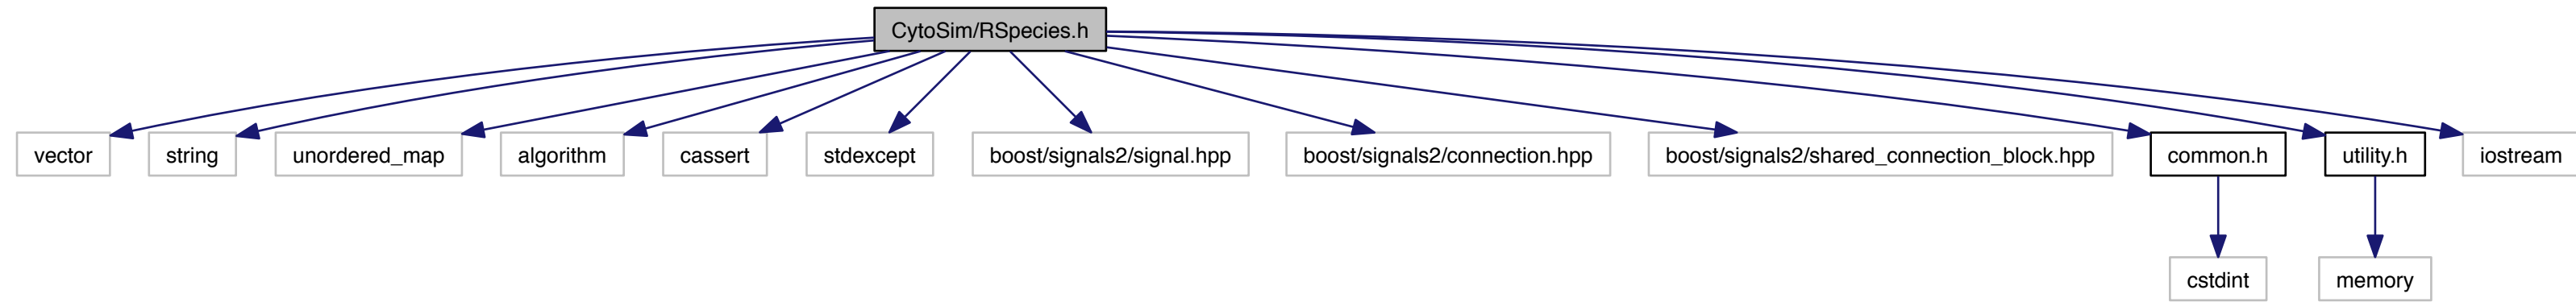 CytoSim/RSpecies.h
vector
string
unordered_map
algorithm
cassert
stdexcept
boost/signals2/signal.hpp
boost/signals2/connection.hpp
boost/signals2/shared_connection_block.hpp
common.h
utility.h
iostream
cstdint
memory